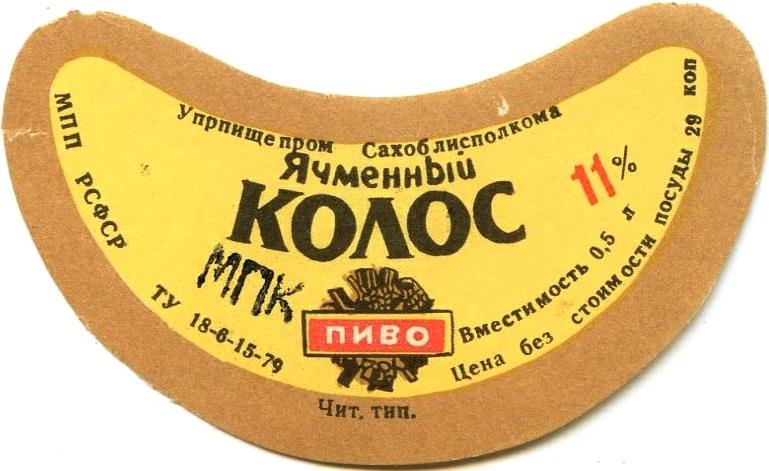 Упрпищепром Сахоблисполкома
Ячменный
КОЛОС
11%
МПП РСФСР
МПК
ТУ 18-6-15-79
ПИВО
Вместимость 0,5 л
Цена без стоимости посуды 29 коп
Чит. тип.